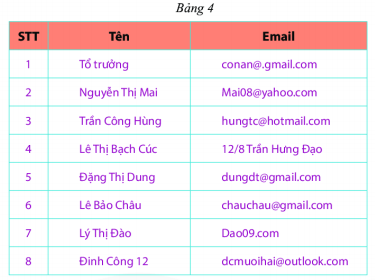 Bảng 4
STT Tên Email
1 Tổ trưởng conan@.gmail.com
2 Nguyễn Thị Mai Mai08@yahoo.com
3 Trần Công Hùng hungtc@hotmail.com
4 Lê Thị Bạch Cúc 12/8 Trần Hưng Đạo
5 Đặng Thị Dung dungdt@gmail.com
6 Lê Bảo Châu chauchau@gmail.com
7 Lý Thị Đào Dao09.com
8 Đinh Công 12 dcmuoihai@outlook.com